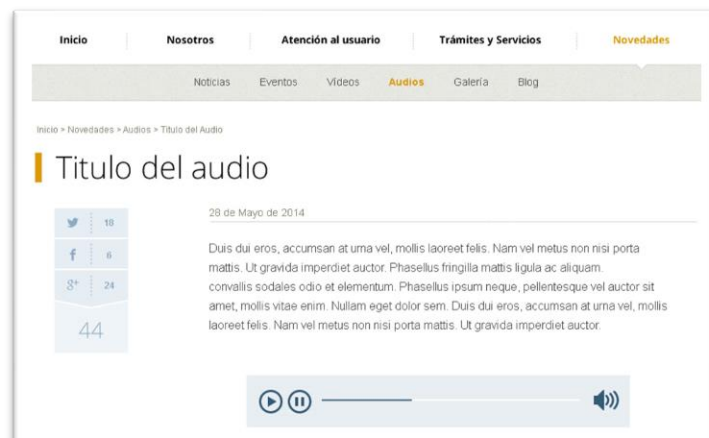 Inicio Nosotros Atención al usuario Trámites y Servicios Novedades
Noticias Eventos Vídeos Audios Galería Blog
Inicio > Novedades > Audios > Titulo del Audio
Titulo del audio
28 de Mayo de 2014
18
6
24
44
Duis dui eros, accumsan at urna vel, mollis laoreet felis. Nam vel metus non nisi porta
mattis. Ut gravida imperdiet auctor. Phasellus fringilla mattis ligula ac aliquam.
convallis sodales odio et elementum. Phasellus ipsum neque, pellentesque vel auctor sit
amet, mollis vitae enim. Nullam eget dolor sem. Duis dui eros, accumsan at urna vel, mollis
laoreet felis. Nam vel metus non nisi porta mattis. Ut gravida imperdiet auctor.